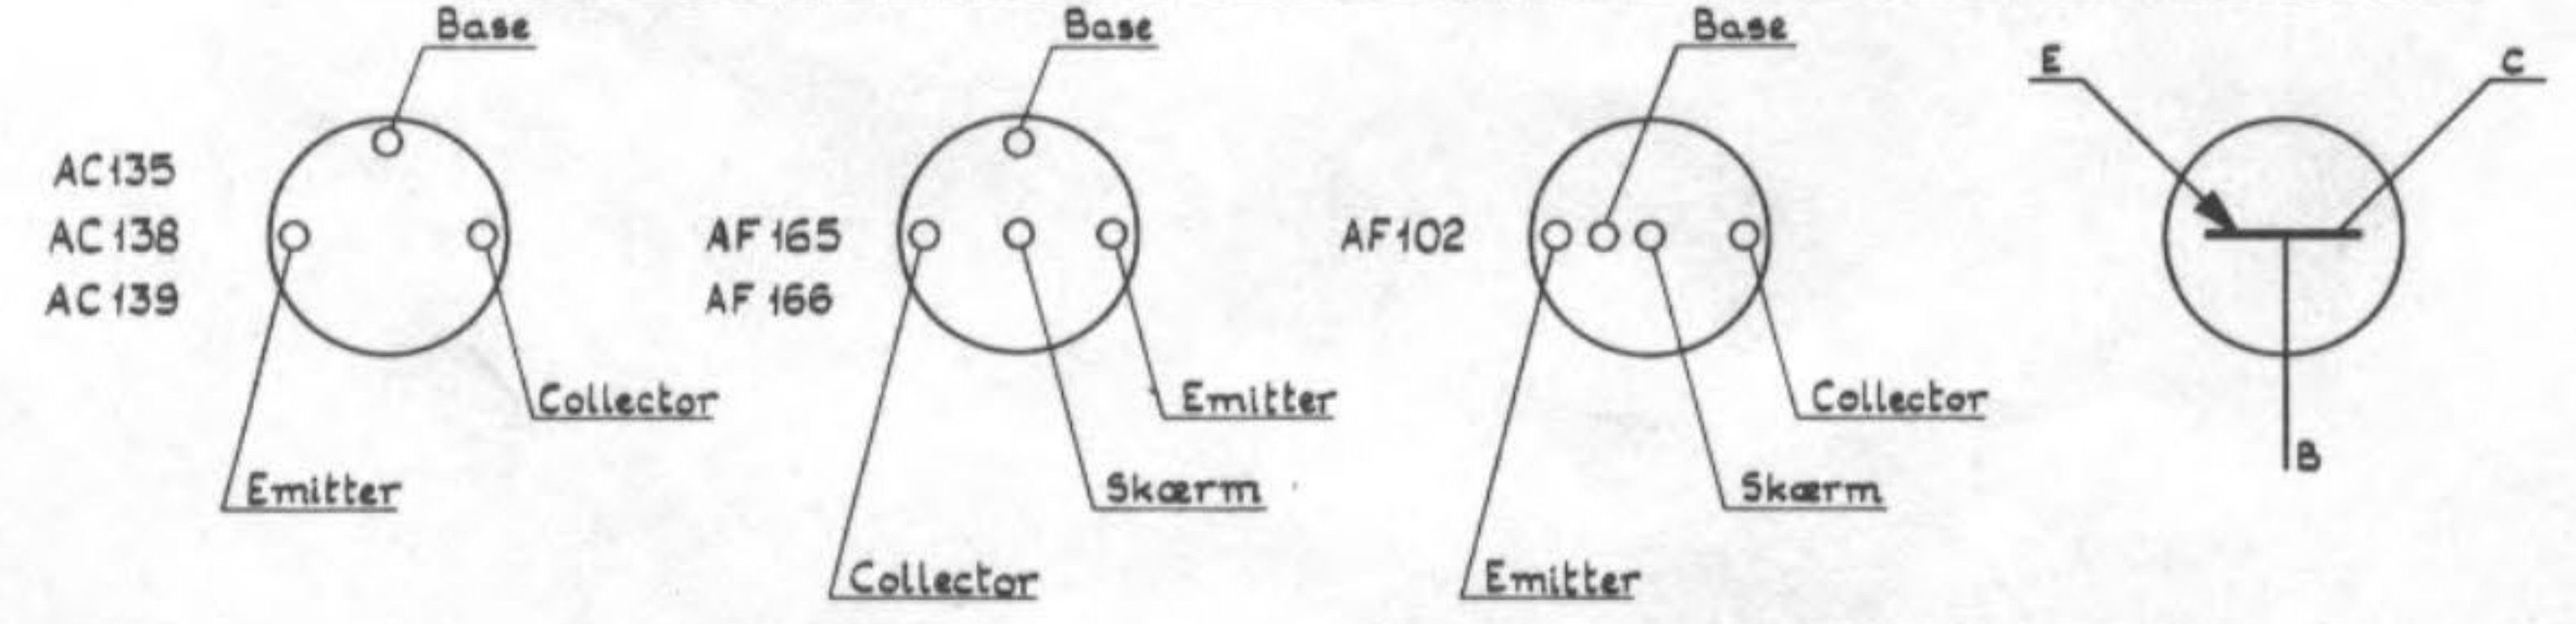 Base
AC135
AC138
AC139
Emitter
Collector
Base
AF165
AF166
Collector
Skærm
Emitter
Base
AF102
Emitter
Skærm
Collector
E
C
B